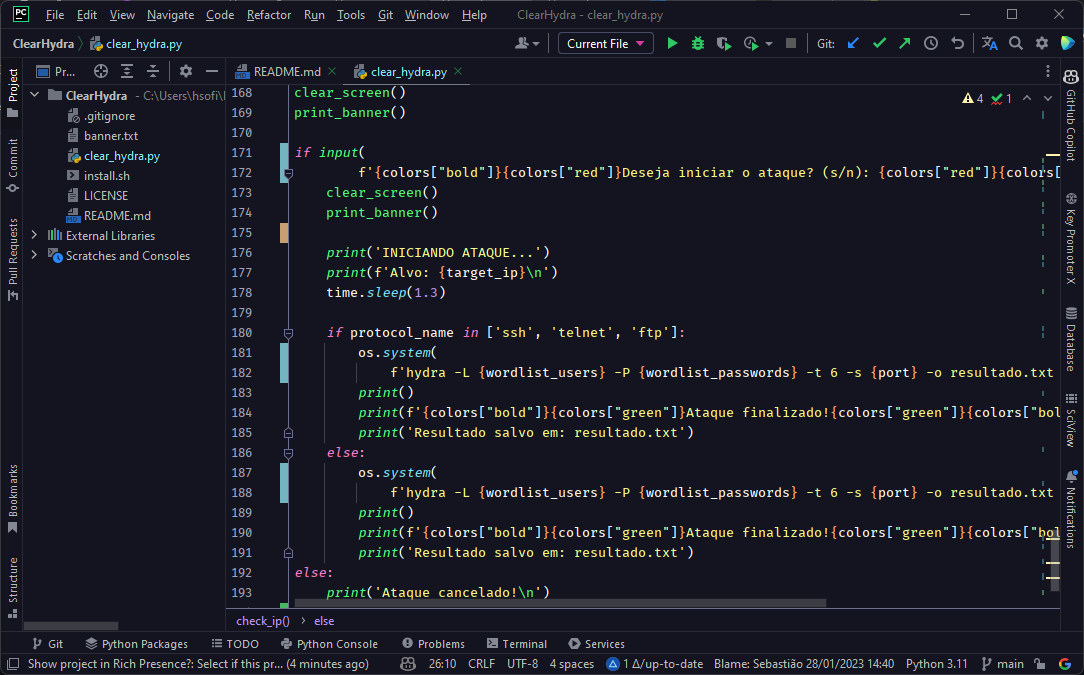 PC File Edit View Navigate Code Refactor Run Tools Git Window Help ClearHydra - clear_hydra.py
ClearHydra clear_hydra.py Current File Git:
Project
Pr...
README.md clear_hydra.py
ClearHydra - C:\Users\hsofi\
.gitignore
banner.txt
clear_hydra.py
install.sh
LICENSE
README.md
External Libraries
Scratches and Consoles
Commit
Pull Requests
Bookmarks
Structure
4 1
168 clear_screen()
169 print_banner()
170
171 if input(
172 f'{colors["bold"]}{colors["red"]}Deseja iniciar o ataque? (s/n): {colors["red"]}{colors[
173 clear_screen()
174 print_banner()
175
176 print('INICIANDO ATAQUE...')
177 print(f'Alvo: {target_ip}\n')
178 time.sleep(1.3)
179
180 if protocol_name in ['ssh', 'telnet', 'ftp']:
181 os.system(
182 f'hydra -L {wordlist_users} -P {wordlist_passwords} -t 6 -s {port} -o resultado.txt
183 print()
184 print(f'{colors["bold"]}{colors["green"]}Ataque finalizado!{colors["green"]}{colors["bol
185 print('Resultado salvo em: resultado.txt')
186 else:
187 os.system(
188 f'hydra -L {wordlist_users} -P {wordlist_passwords} -t 6 -s {port} -o resultado.txt
189 print()
190 print(f'{colors["bold"]}{colors["green"]}Ataque finalizado!{colors["green"]}{colors["bol
191 print('Resultado salvo em: resultado.txt')
192 else:
193 print('Ataque cancelado!\n')
GitHub Copilot
Key Promoter X
Database
SciView
Notifications
check_ip() else
Git Python Packages TODO Python Console Problems Terminal Services
Show project in Rich Presence?: Select if this pr... (4 minutes ago) 26:10 CRLF UTF-8 4 spaces 1 Δ/up-to-date Blame: Sebastião 28/01/2023 14:40 Python 3.11 main